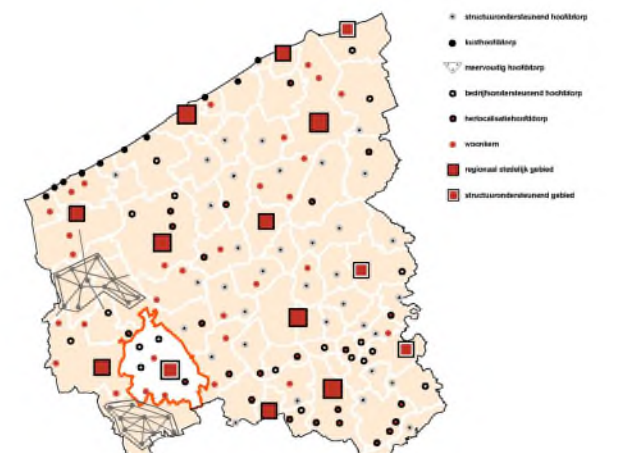 structuurondersteunend hoofddorp
kusthoofddorp
meervoudig hoofddorp
bedrijfsondersteunend hoofddorp
herlocalisatiehoofddorp
woonkern
regionaal stedelijk gebied
structuurondersteunend gebied